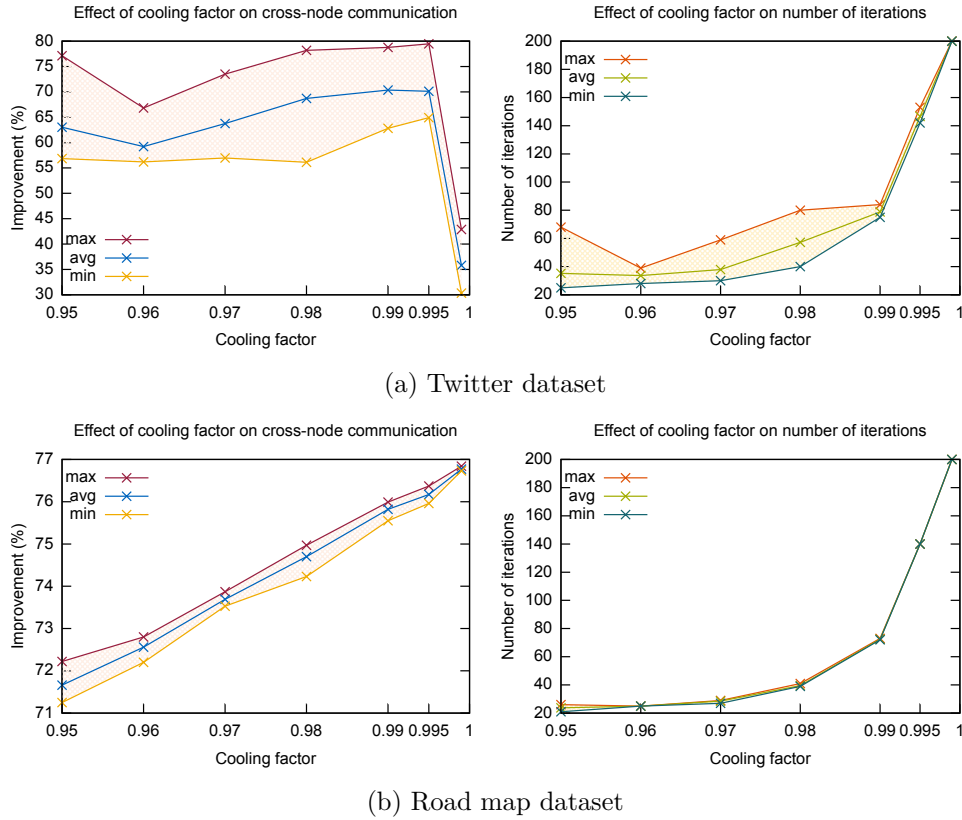 Effect of cooling factor on cross-node communication
80
75
70
65
60
55
50
45
40
35
30
0.95 0.96 0.97 0.98 0.99 0.995 1
Improvement (%)
Cooling factor
max
avg
min
Effect of cooling factor on number of iterations
200
180
160
140
120
100
80
60
40
20
0.95 0.96 0.97 0.98 0.99 0.995 1
Number of iterations
Cooling factor
max
avg
min
(a) Twitter dataset
Effect of cooling factor on cross-node communication
77
76
75
74
73
72
71
0.95 0.96 0.97 0.98 0.99 0.995 1
Improvement (%)
Cooling factor
max
avg
min
Effect of cooling factor on number of iterations
200
180
160
140
120
100
80
60
40
20
0.95 0.96 0.97 0.98 0.99 0.995 1
Number of iterations
Cooling factor
max
avg
min
(b) Road map dataset